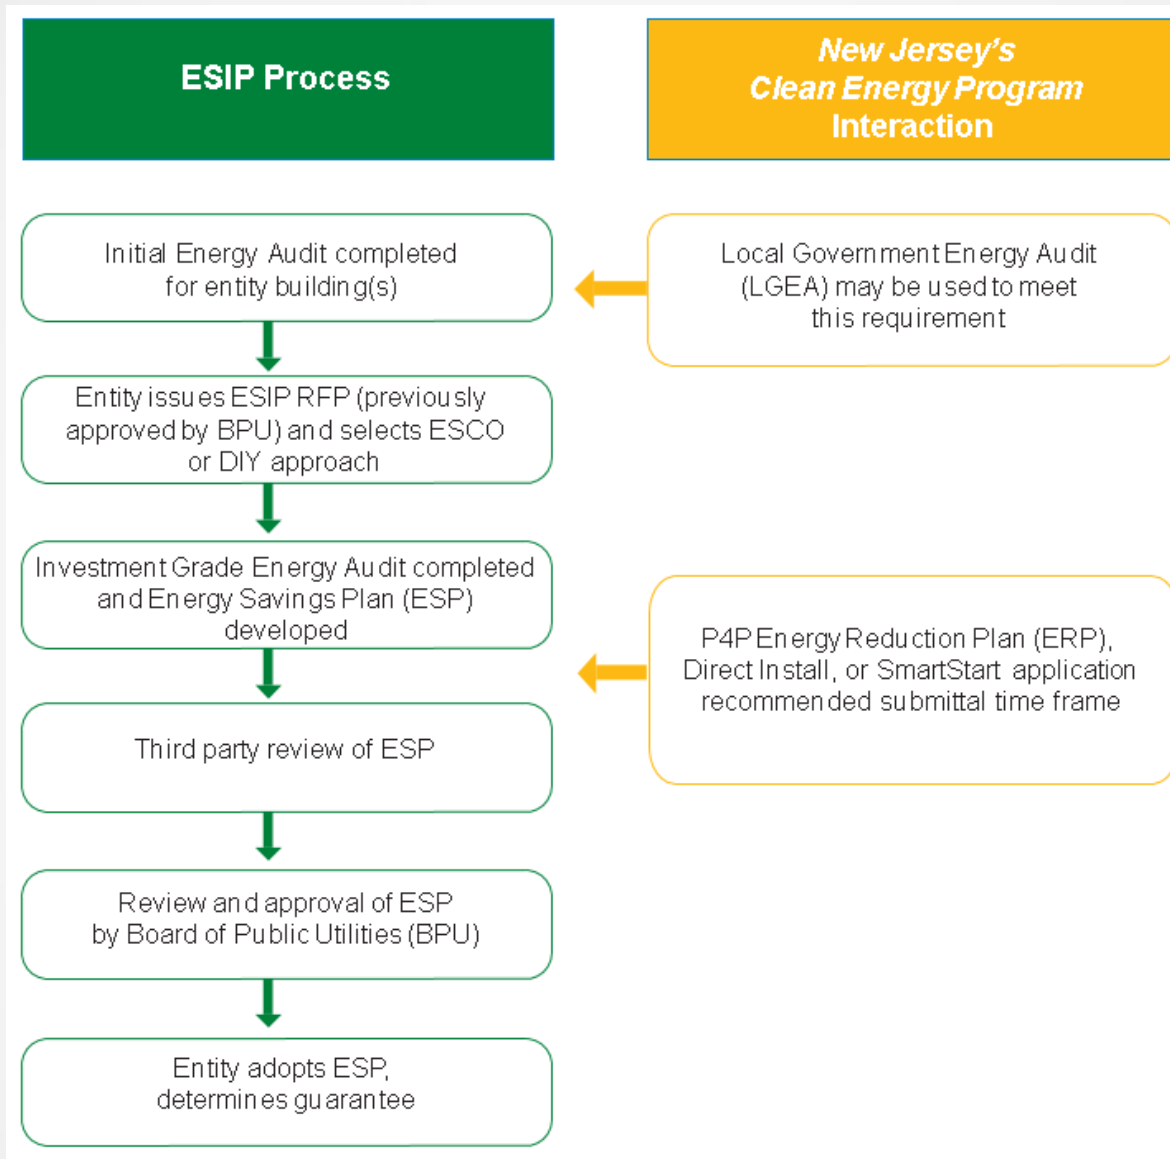 ESIP Process
New Jersey's
Clean Energy Program
Interaction
Initial Energy Audit completed
for entity building(s)
Local Government Energy Audit
(LGEA) may be used to meet
this requirement
Entity issues ESIP RFP (previously
approved by BPU) and selects ESCO
or DIY approach
Investment Grade Energy Audit completed
and Energy Savings Plan (ESP)
developed
P4P Energy Reduction Plan (ERP),
Direct Install, or SmartStart application
recommended submittal time frame
Third party review of ESP
Review and approval of ESP
by Board of Public Utilities (BPU)
Entity adopts ESP,
determines guarantee